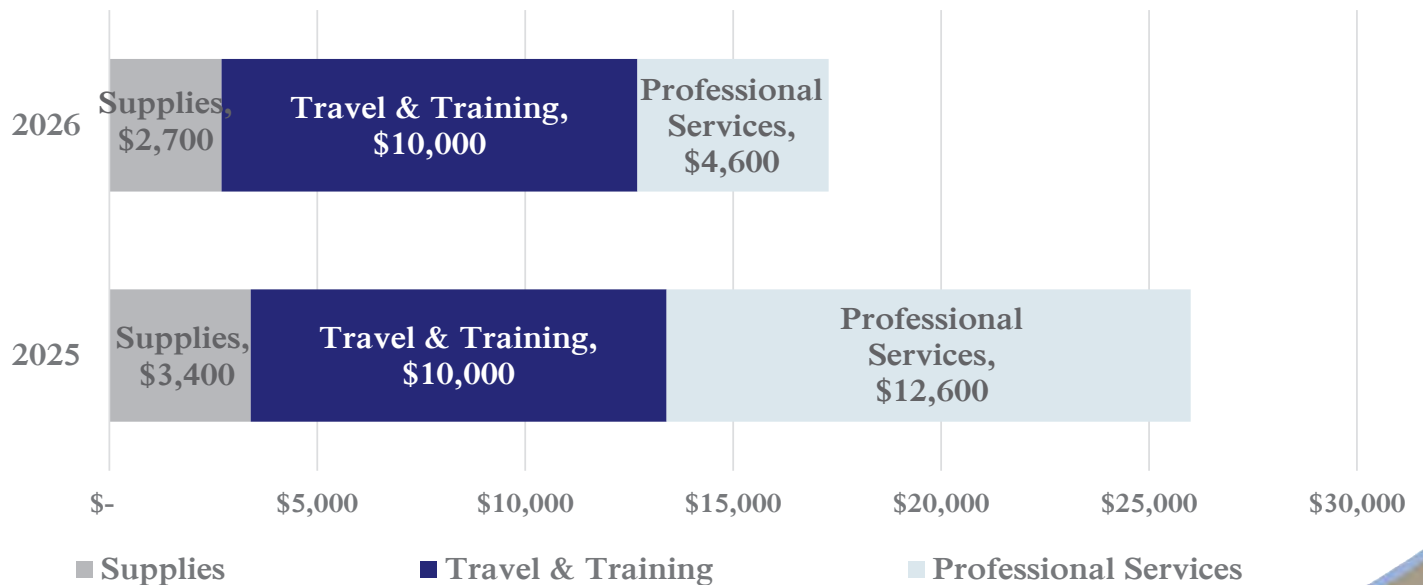 2026
Supplies,
$2,700
Travel & Training,
$10,000
Professional
Services,
$4,600
2025
Supplies,
$3,400
Travel & Training,
$10,000
Professional
Services,
$12,600
$- $5,000 $10,000 $15,000 $20,000 $25,000 $30,000
Supplies Travel & Training Professional Services